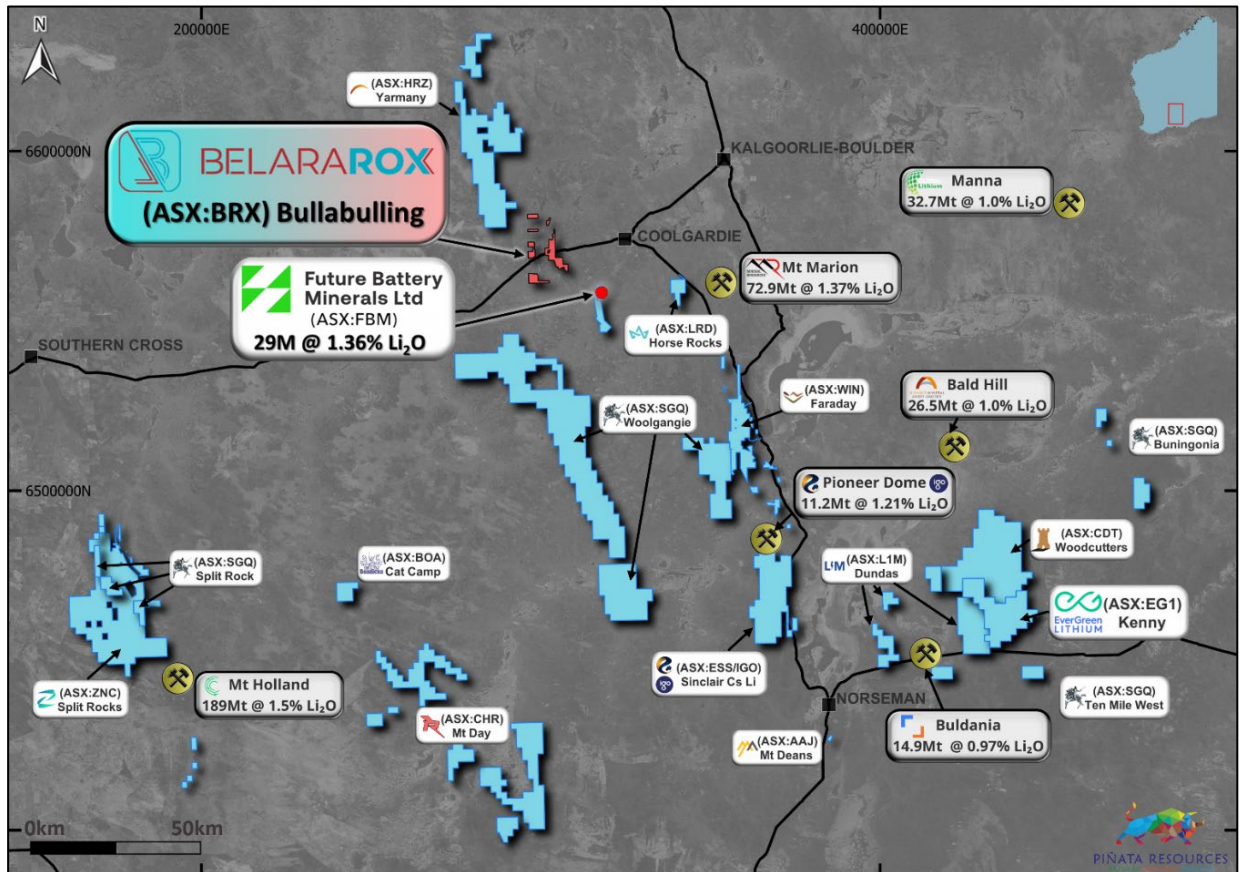 N
200000E
400000E
6600000N
6500000N
(ASX:HRZ)
Yarmany
BELARAROX
(ASX:BRX) Bullabulling
KALGOORLIE-BOULDER
COOLGARDIE
Lithium
Manna
32.7Mt @ 1.0% Li₂O
Mt Marion
72.9Mt @ 1.37% Li₂O
Future Battery
Minerals Ltd
(ASX:FBM)
29M @ 1.36% Li₂O
(ASX:LRD)
Horse Rocks
SOUTHERN CROSS
(ASX:WIN)
Faraday
Bald Hill
26.5Mt @ 1.0% Li₂O
(ASX:SGQ)
Woolgangie
(ASX:SGQ)
Buningonia
Pioneer Dome igo
11.2Mt @ 1.21% Li₂O
(ASX:CDT)
Woodcutters
(ASX:SGQ)
Split Rock
(ASX:BOA)
Cat Camp
(ASX:L1M)
Dundas
(ASX:EG1)
Kenny
EverGreen
LITHIUM
(ASX:ESS/IGO)
igo Sinclair Cs Li
(ASX:ZNC)
Split Rocks
Mt Holland
189Mt @ 1.5% Li₂O
(ASX:SGQ)
Ten Mile West
NORSEMAN
(ASX:CHR)
Mt Day
Buldania
14.9Mt @ 0.97% Li₂O
(ASX:AAJ)
Mt Deans
0km 50km
PIÑATA RESOURCES